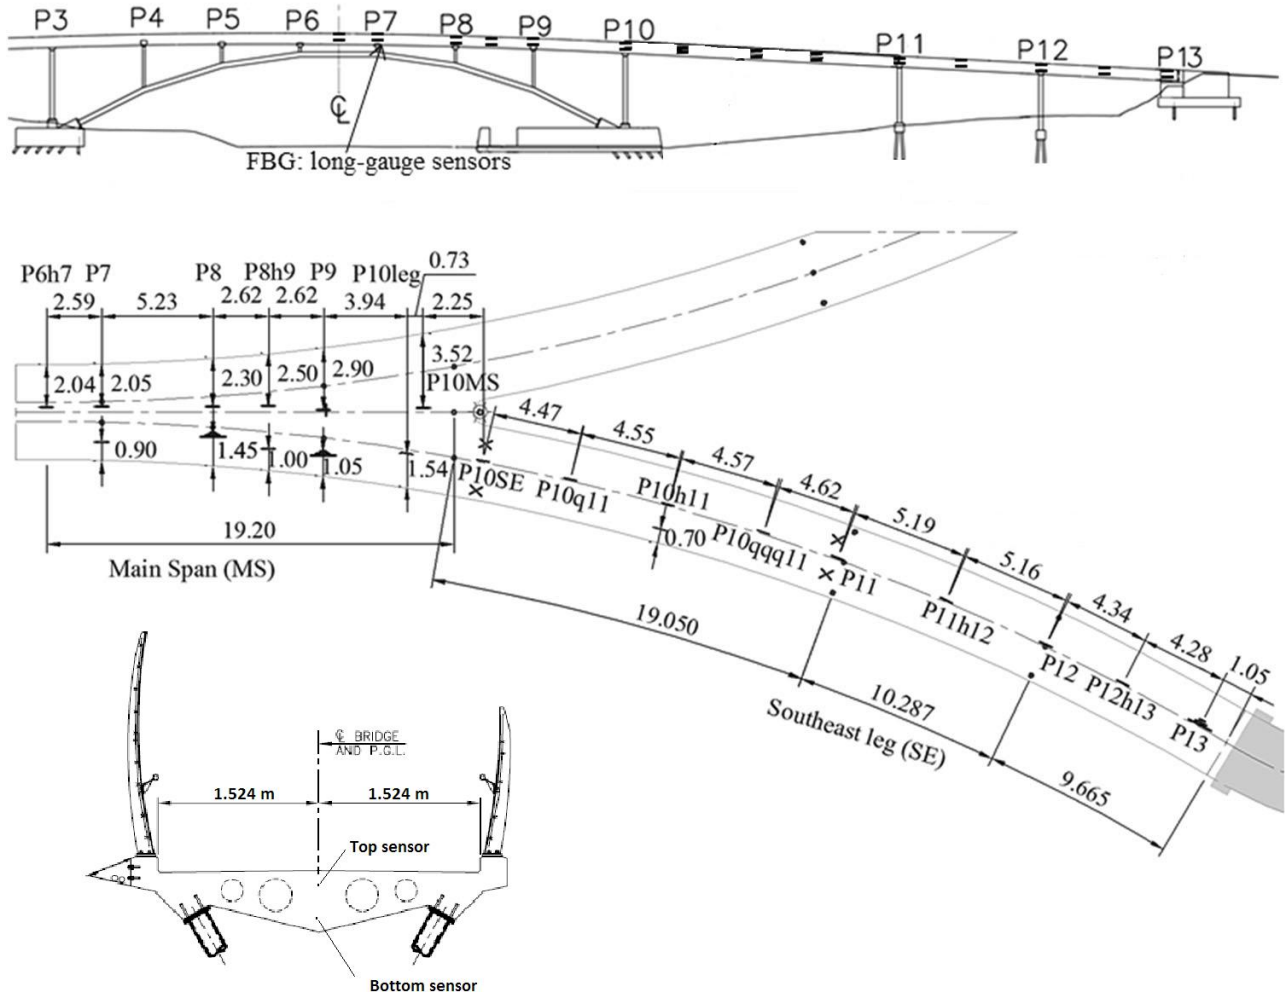 P3 P4 P5 P6 P7 P8 P9 P10 P11 P12 P13
℄
FBG: long-gauge sensors
P6h7 P7 P8 P8h9 P9 P10leg 0.73
2.59 5.23 2.62 2.62 3.94 2.25
2.04 2.05 2.30 2.50 2.90 3.52
P10MS
0.90 1.45 1.00 1.05 1.54
19.20
Main Span (MS)
4.47 4.55 4.57 4.62 5.19 5.16 4.34 4.28 1.05
P10SE P10q11 P10h11 P10qqq11 P11 P11h12 P12 P12h13 P13
0.70
19.050 10.287 9.665
Southeast leg (SE)
℄ BRIDGE
AND P.G.L.
1.524 m 1.524 m
Top sensor
Bottom sensor